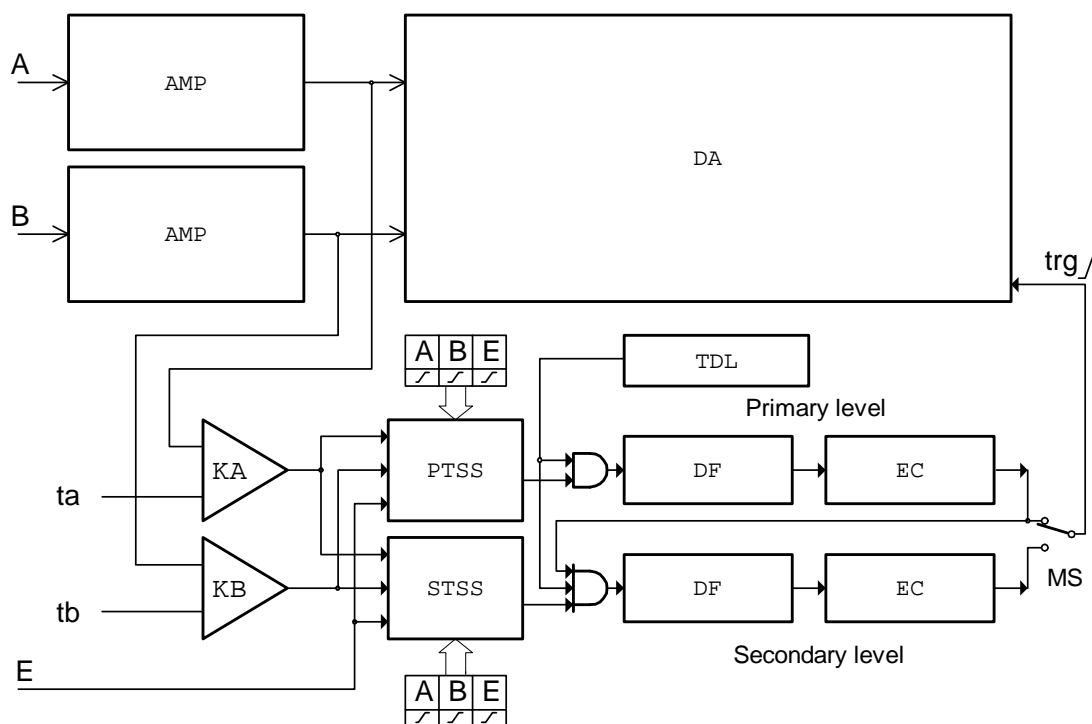 A
AMP
DA
B
AMP
trg
A B E
TDL
Primary level
KA
PTSS
DF
EC
ta
KB
STSS
DF
EC
MS
tb
Secondary level
E
A B E